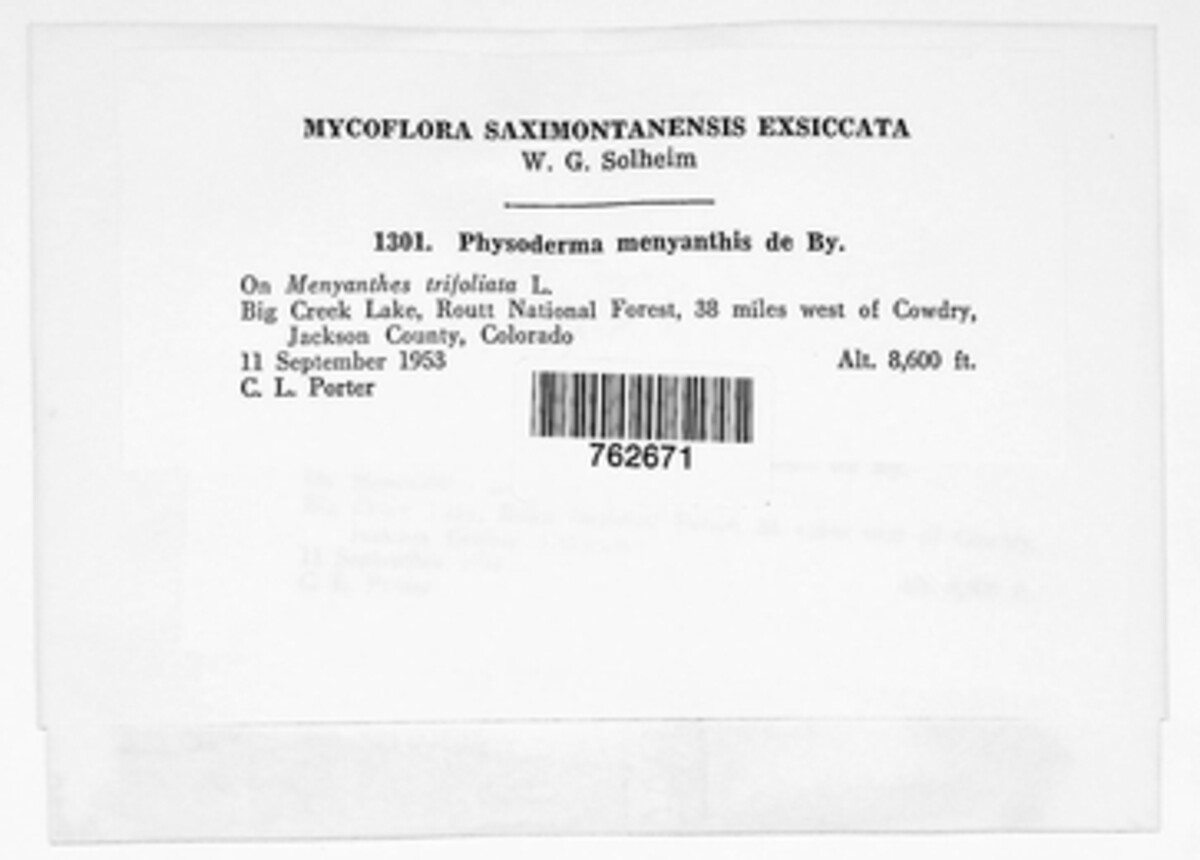 MYCOFLORA SAXIMONTANENSIS EXSICCATA
W. G. Solheim
1301. Physoderma menyanthis de By.
On Menyanthes trifoliata L.
Big Creek Lake, Routt National Forest, 38 miles west of Cowdry,
Jackson County, Colorado
11 September 1953 Alt. 8,600 ft.
C. L. Porter
762671